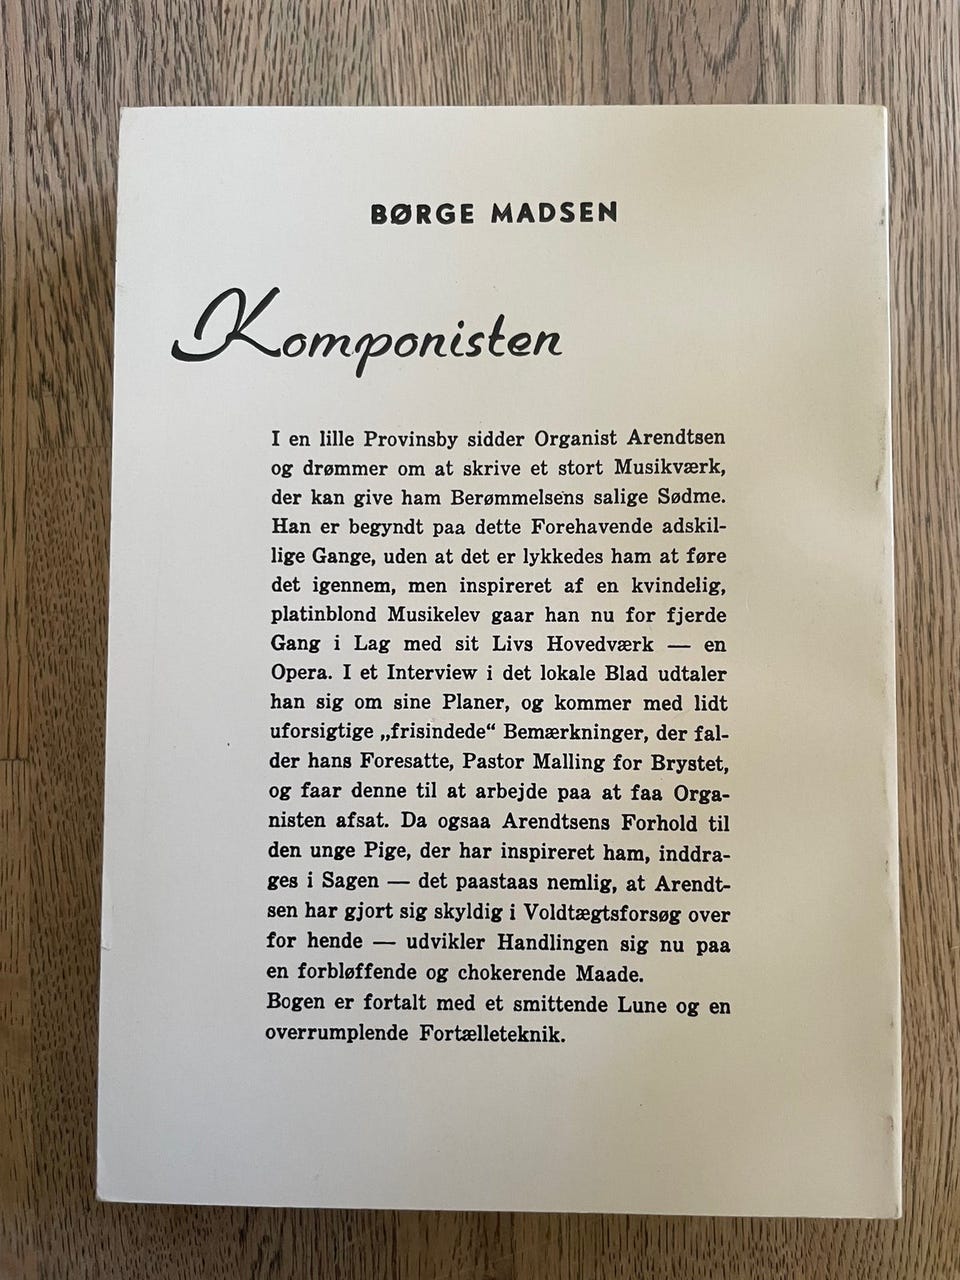 BØRGE MADSEN
Komponisten
I en lille Provinsby sidder Organist Arendtsen
og drømmer om at skrive et stort Musikværk,
der kan give ham Berømmelsens salige Sødme.
Han er begyndt paa dette Forehavende adskil-
lige Gange, uden at det er lykkedes ham at føre
det igennem, men inspireret af en kvindelig,
platinblond Musikelev gaar han nu for fjerde
Gang i Lag med sit Livs Hovedværk — en
Opera. I et Interview i det lokale Blad udtaler
han sig om sine Planer, og kommer med lidt
uforsigtige „frisindede“ Bemærkninger, der fal-
der hans Foresatte, Pastor Malling for Brystet,
og faar denne til at arbejde paa at faa Orga-
nisten afsat. Da ogsaa Arendtsens Forhold til
den unge Pige, der har inspireret ham, inddra-
ges i Sagen — det paastaas nemlig, at Arendt-
sen har gjort sig skyldig i Voldtægtsforsøg over
for hende — udvikler Handlingen sig nu paa
en forbløffende og chokerende Maade.
Bogen er fortalt med et smittende Lune og en
overrumplende Fortælleteknik.